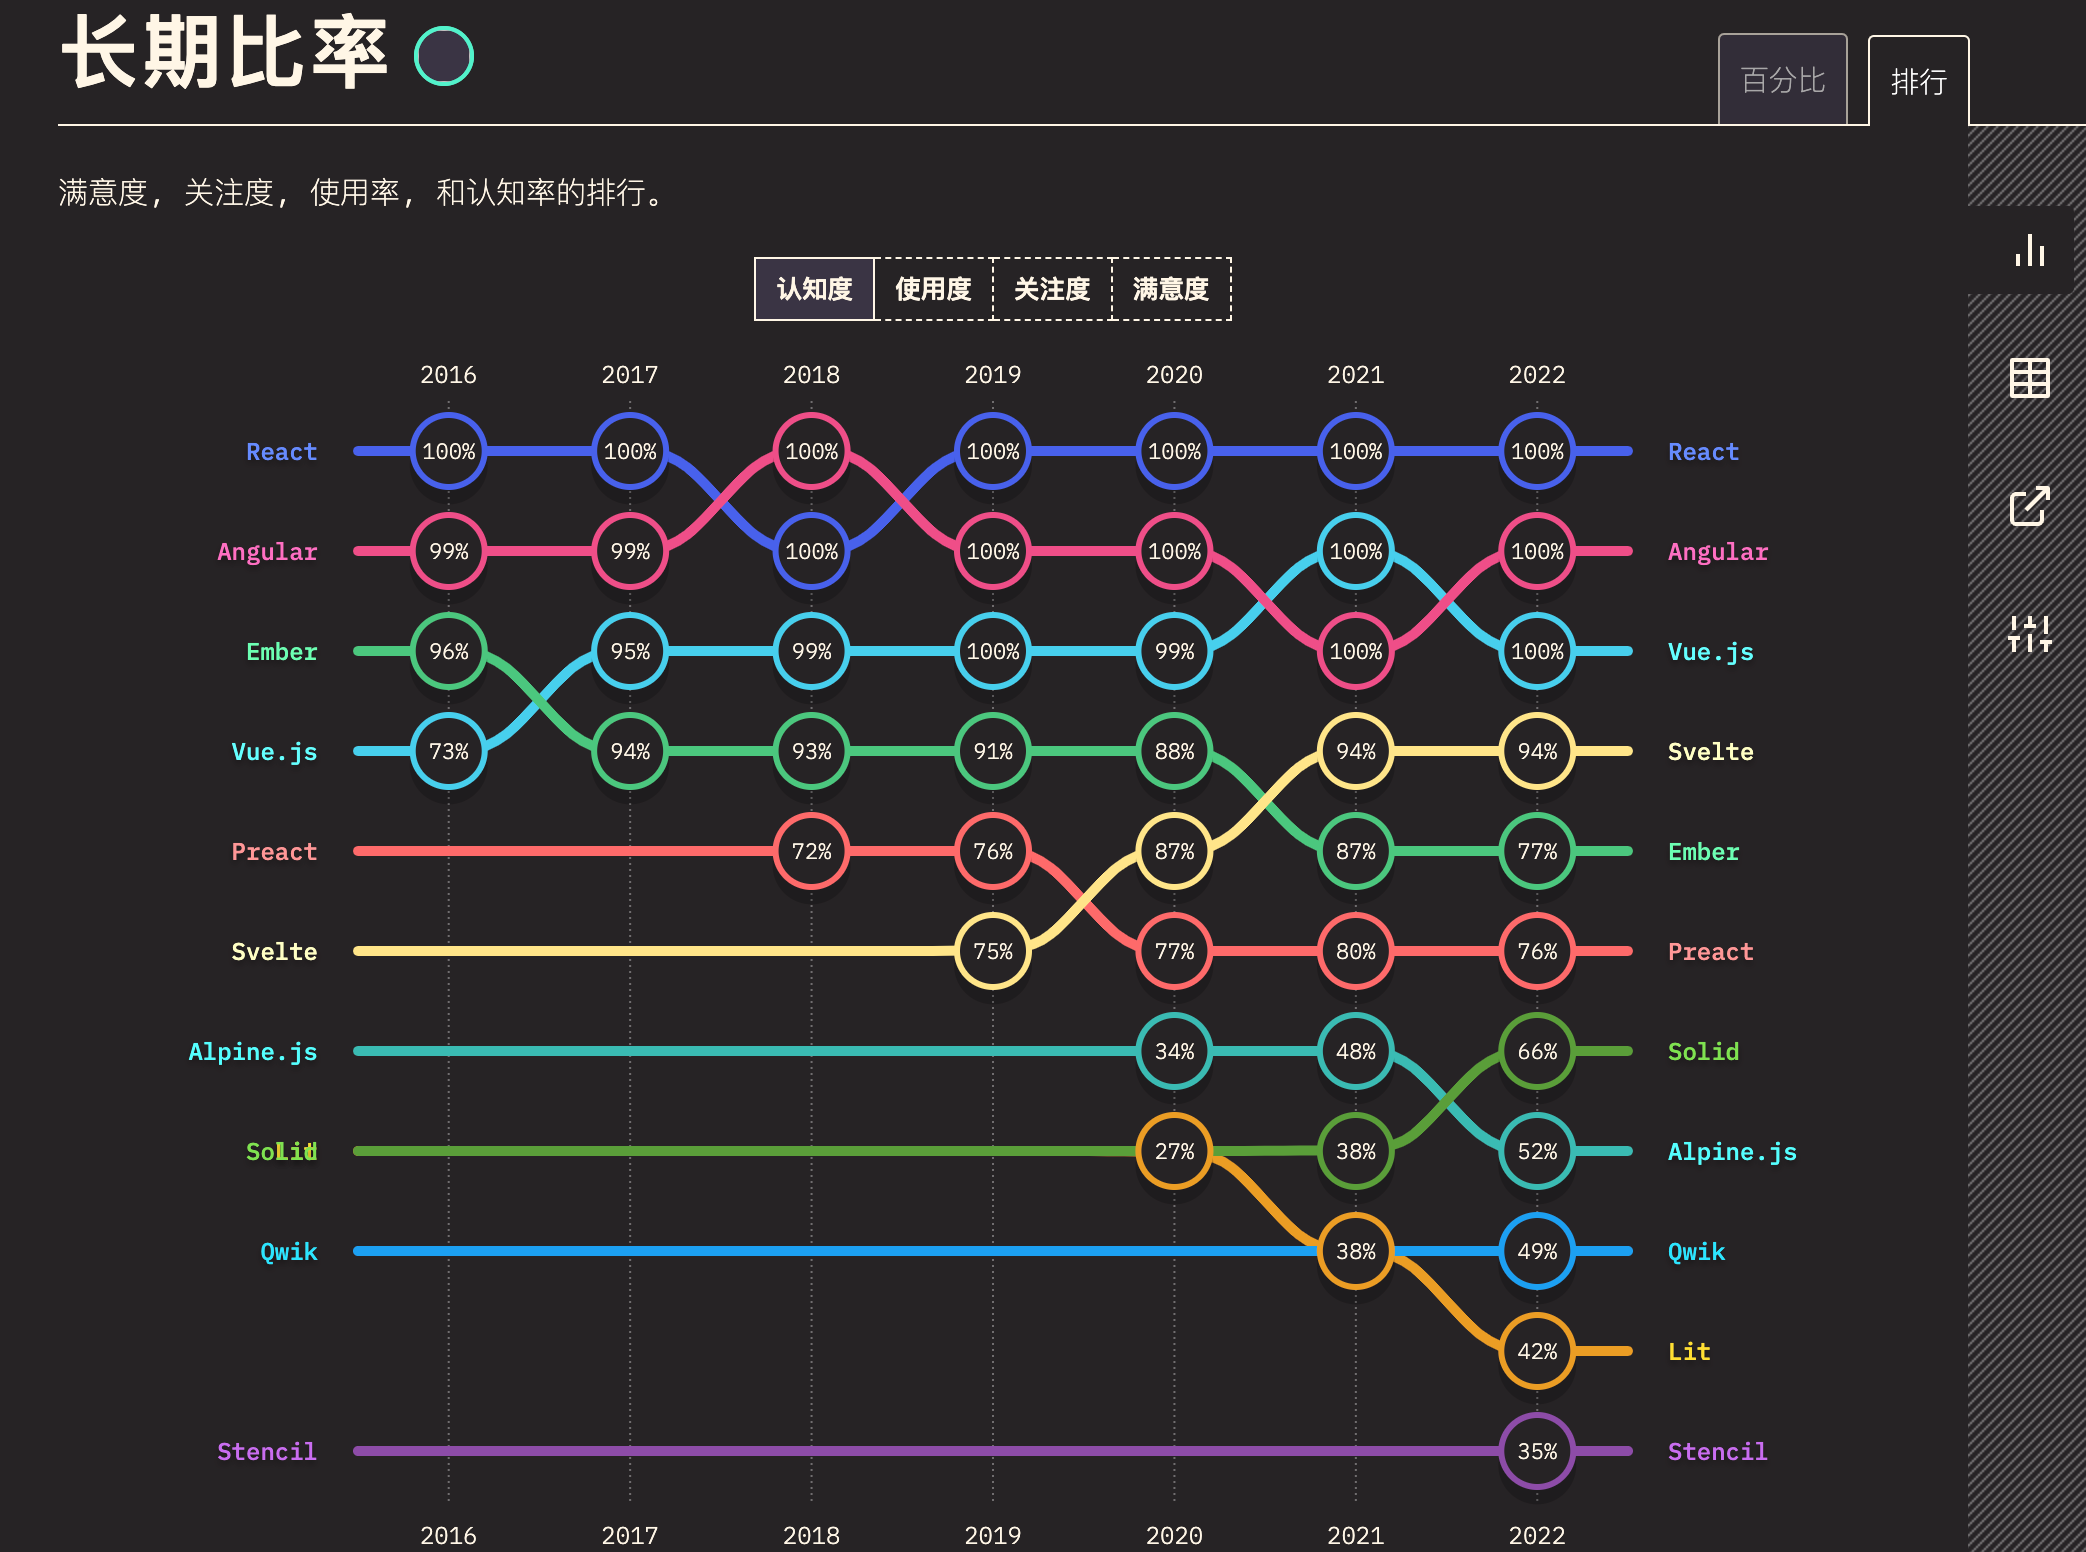 长期比率
百分比 排行
满意度, 关注度, 使用率, 和认知率的排行。
认知度 使用度 关注度 满意度
2016 2017 2018 2019 2020 2021 2022
React 100% 100% 100% 100% 100% 100% 100% React
Angular 99% 99% 100% 100% 100% 100% 100% Angular
Ember 96% 95% 99% 100% 99% 100% 100% Vue.js
Vue.js 73% 94% 93% 91% 88% 94% 94% Svelte
Preact 72% 76% 87% 87% 77% Ember
Svelte 75% 77% 80% 76% Preact
Alpine.js 34% 48% 66% Solid
Solid 27% 38% 52% Alpine.js
Qwik 38% 49% Qwik
42% Lit
Stencil 35% Stencil
2016 2017 2018 2019 2020 2021 2022